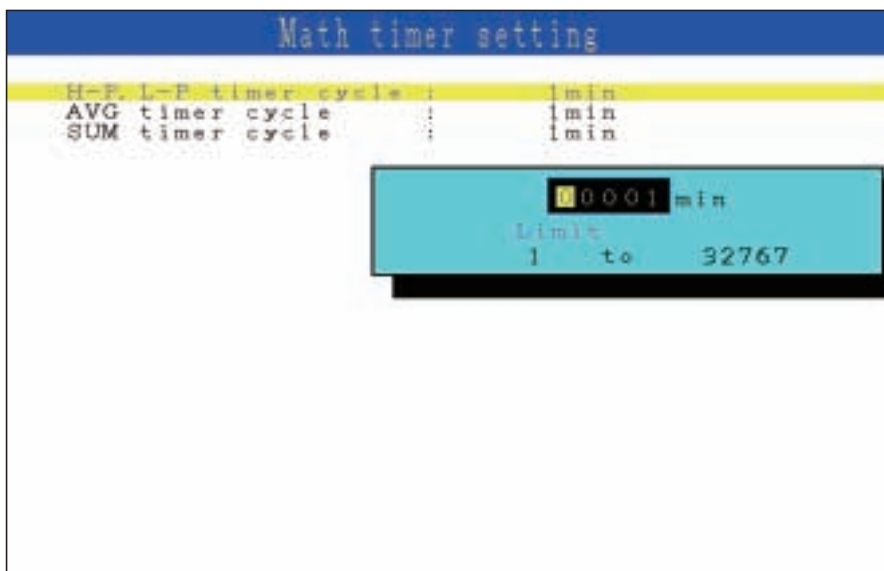 Math timer setting
H-P, L-P timer cycle : 1min
AVG timer cycle : 1min
SUM timer cycle : 1min
00001 min
Limit
1 to 32767